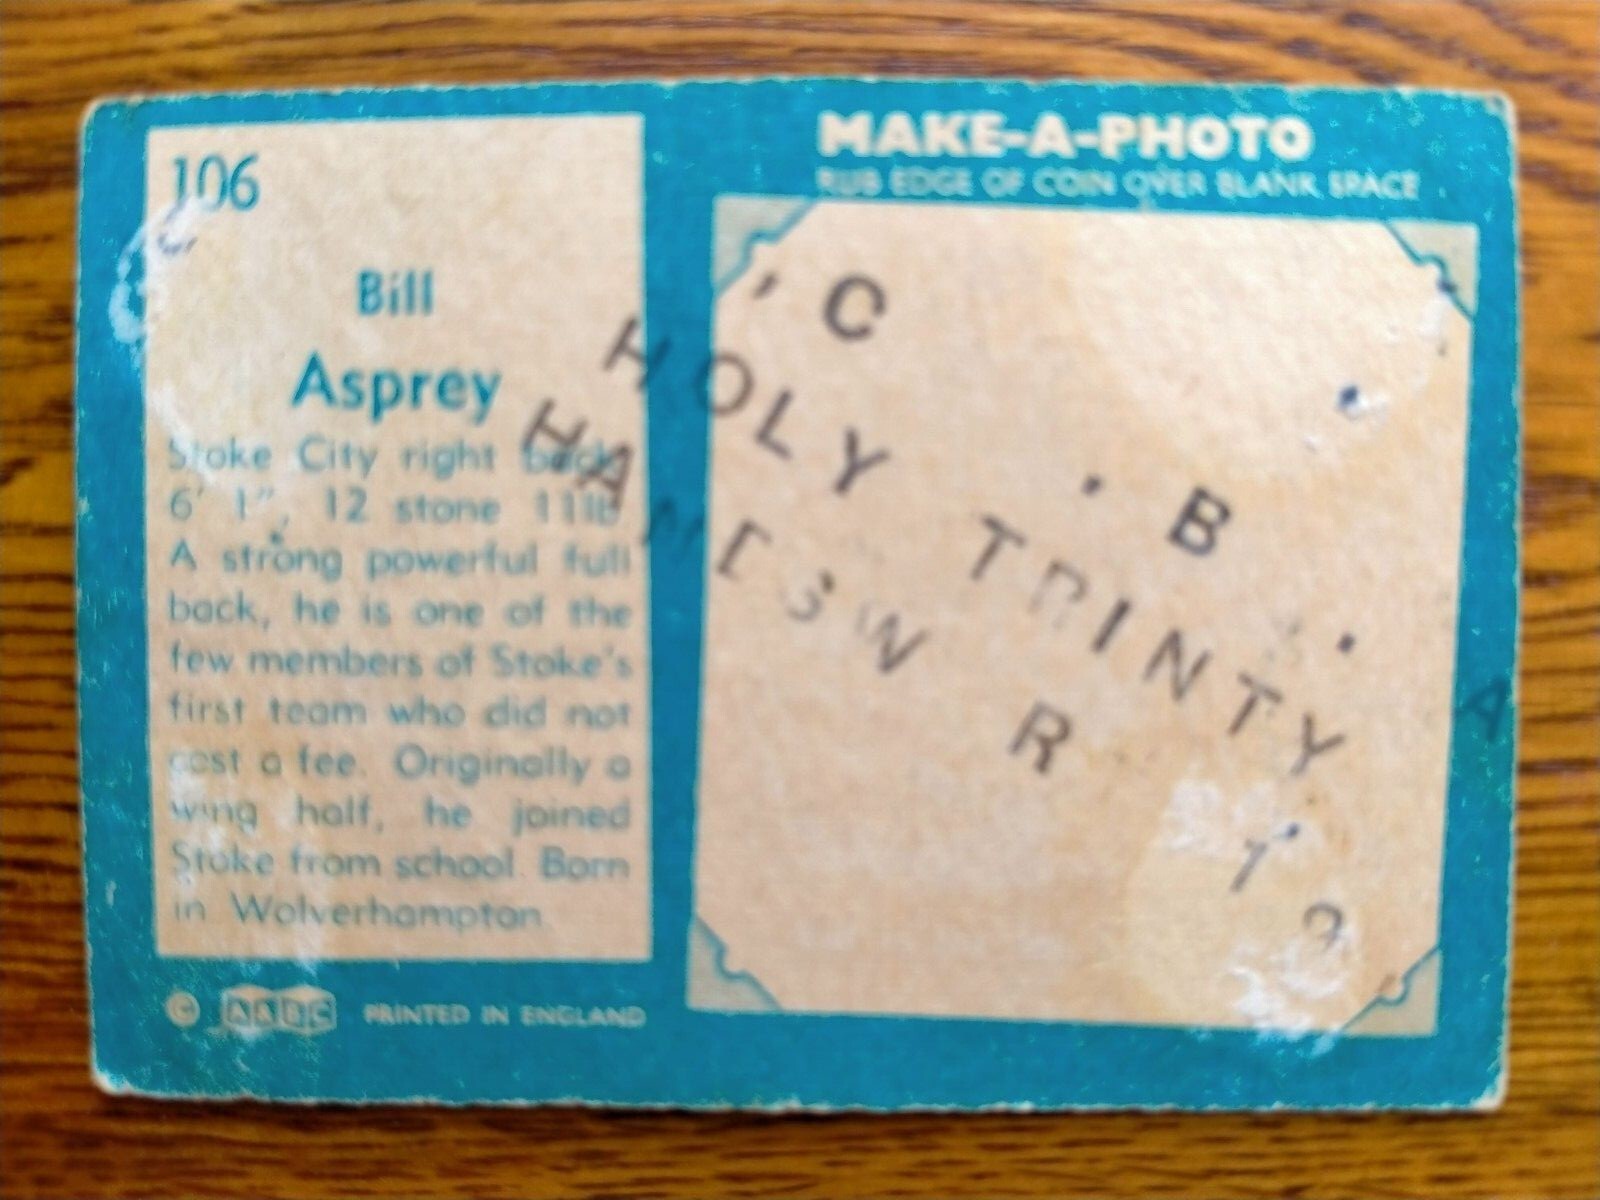 106
Bill
Asprey
Stoke City right back
6' 1", 12 stone 11lb
A strong powerful full
back, he is one of the
few members of Stoke's
first team who did not
cost a fee. Originally a
wing half, he joined
Stoke from school. Born
in Wolverhampton.
© A&BC PRINTED IN ENGLAND
MAKE-A-PHOTO
RUB EDGE OF COIN OVER BLANK SPACE
C B A
HOLY TRINTY
R